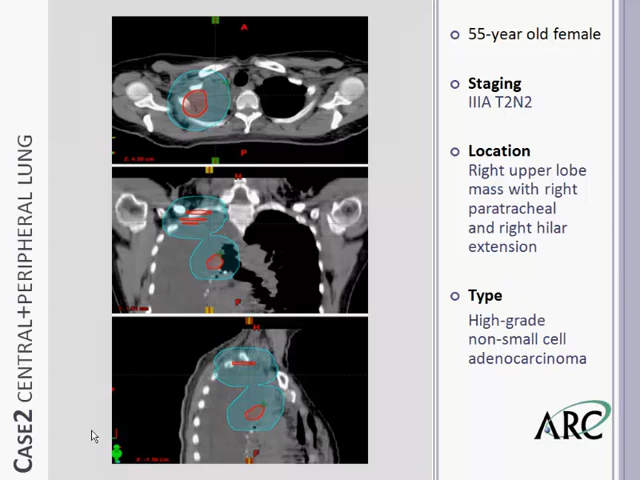 CASE2 CENTRAL+PERIPHERAL LUNG
A
P
H
F
H
F
55-year old female
Staging
IIIA T2N2
Location
Right upper lobe
mass with right
paratracheal
and right hilar
extension
Type
High-grade
non-small cell
adenocarcinoma
ARC